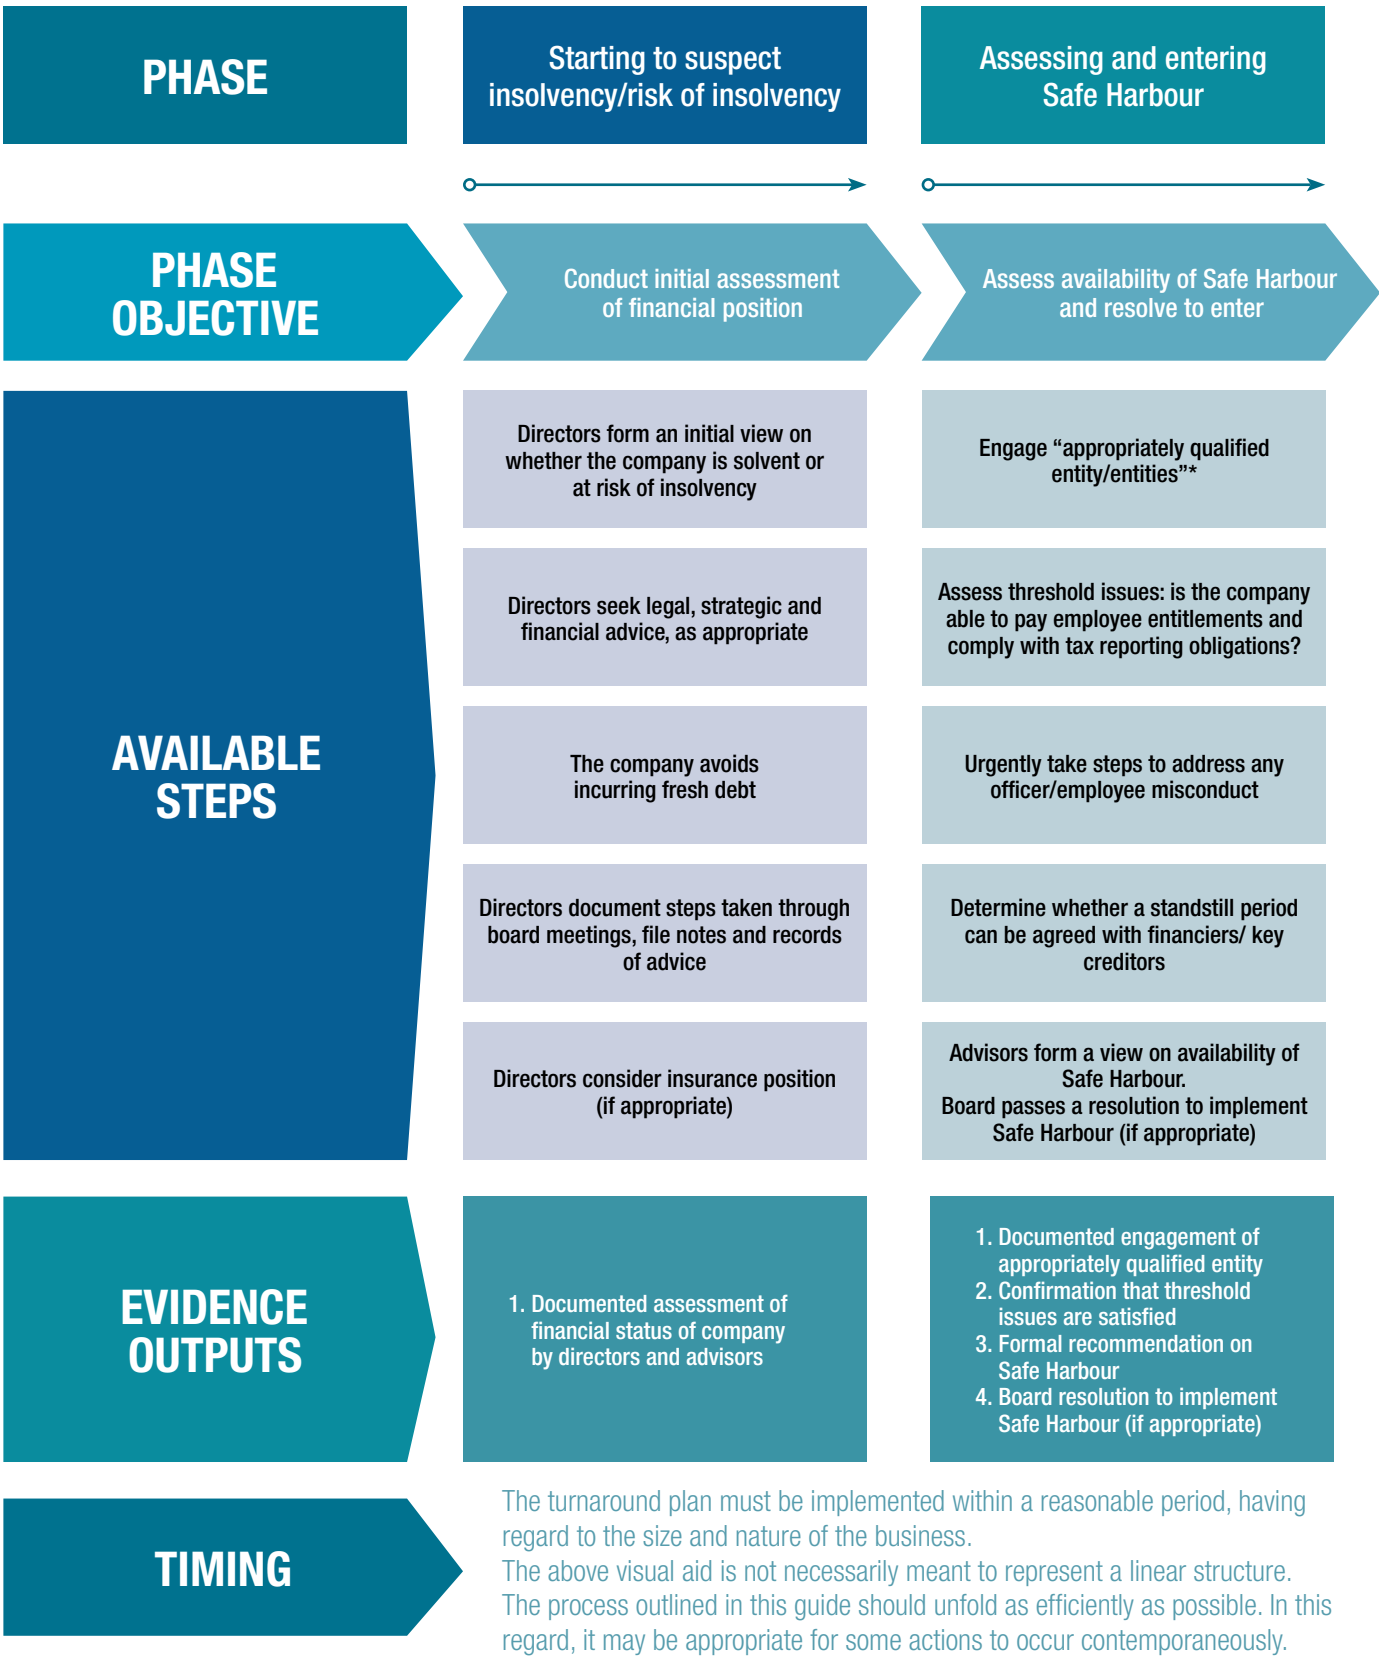 PHASE
Starting to suspect
insolvency/risk of insolvency
Assessing and entering
Safe Harbour
PHASE
OBJECTIVE
Conduct initial assessment
of financial position
Assess availability of Safe Harbour
and resolve to enter
AVAILABLE
STEPS
Directors form an initial view on
whether the company is solvent or
at risk of insolvency
Engage “appropriately qualified
entity/entities”*
Directors seek legal, strategic and
financial advice, as appropriate
Assess threshold issues: is the company
able to pay employee entitlements and
comply with tax reporting obligations?
The company avoids
incurring fresh debt
Urgently take steps to address any
officer/employee misconduct
Directors document steps taken through
board meetings, file notes and records
of advice
Determine whether a standstill period
can be agreed with financiers/ key
creditors
Directors consider insurance position
(if appropriate)
Advisors form a view on availability of
Safe Harbour.
Board passes a resolution to implement
Safe Harbour (if appropriate)
EVIDENCE
OUTPUTS
1. Documented assessment of
financial status of company
by directors and advisors
1. Documented engagement of
appropriately qualified entity
2. Confirmation that threshold
issues are satisfied
3. Formal recommendation on
Safe Harbour
4. Board resolution to implement
Safe Harbour (if appropriate)
TIMING
The turnaround plan must be implemented within a reasonable period, having
regard to the size and nature of the business.
The above visual aid is not necessarily meant to represent a linear structure.
The process outlined in this guide should unfold as efficiently as possible. In this
regard, it may be appropriate for some actions to occur contemporaneously.